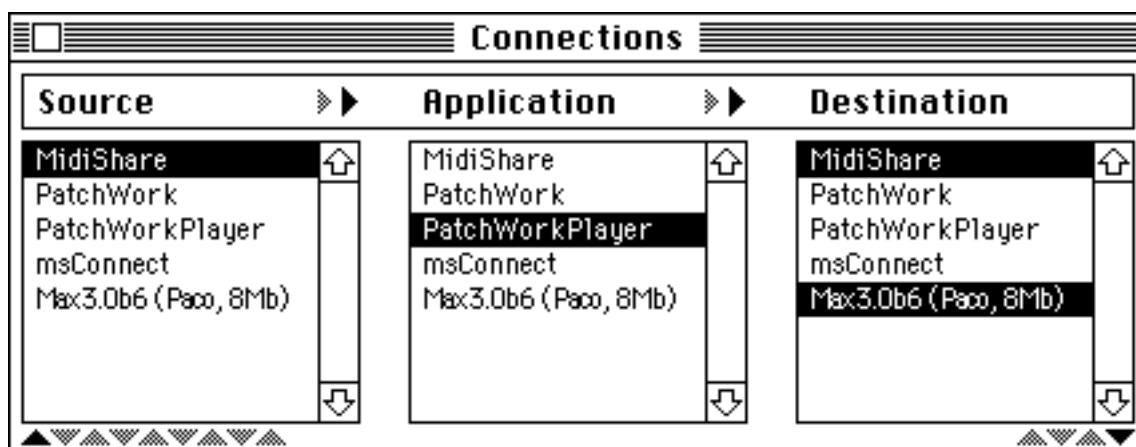 Connections
Source Application Destination
MidiShare MidiShare MidiShare
PatchWork PatchWork PatchWork
PatchWorkPlayer PatchWorkPlayer PatchWorkPlayer
msConnect msConnect msConnect
Max3.0b6 (Paco, 8Mb) Max3.0b6 (Paco, 8Mb) Max3.0b6 (Paco, 8Mb)